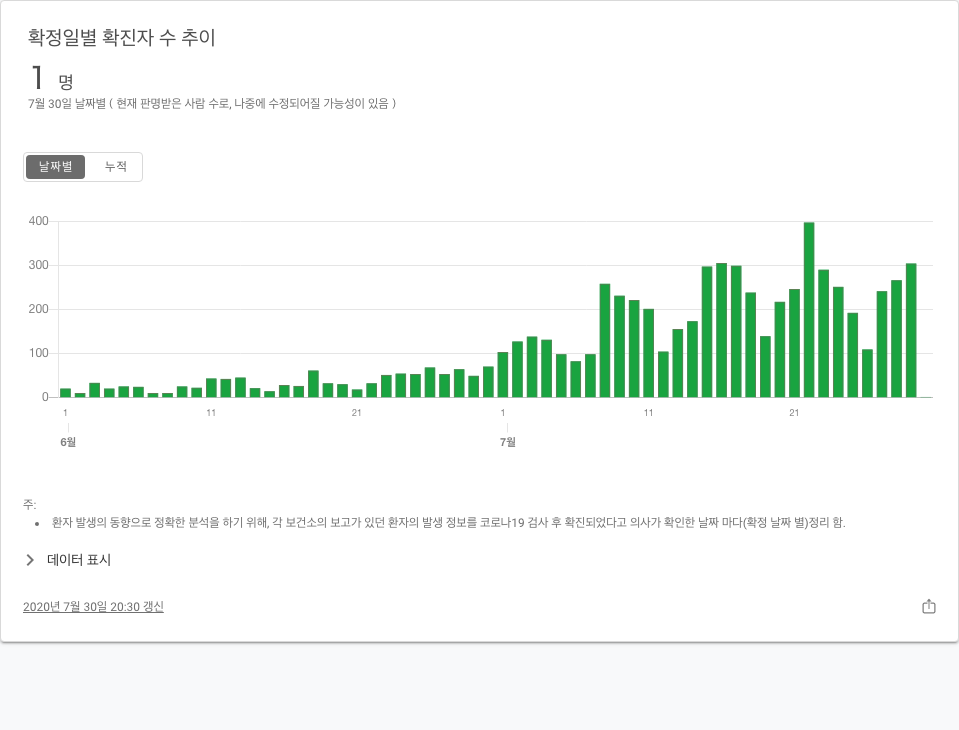 확정일별 확진자 수 추이
1 명
7월 30일 날짜별 ( 현재 판명받은 사람 수로, 나중에 수정되어질 가능성이 있음 )
날짜별 누적
400
300
200
100
0
1 11 21 1 11 21
6월 7월
주:
• 환자 발생의 동향으로 정확한 분석을 하기 위해, 각 보건소의 보고가 있던 환자의 발생 정보를 코로나19 검사 후 확진되었다고 의사가 확인한 날짜 마다(확정 날짜 별)정리 함.
데이터 표시
2020년 7월 30일 20:30 갱신